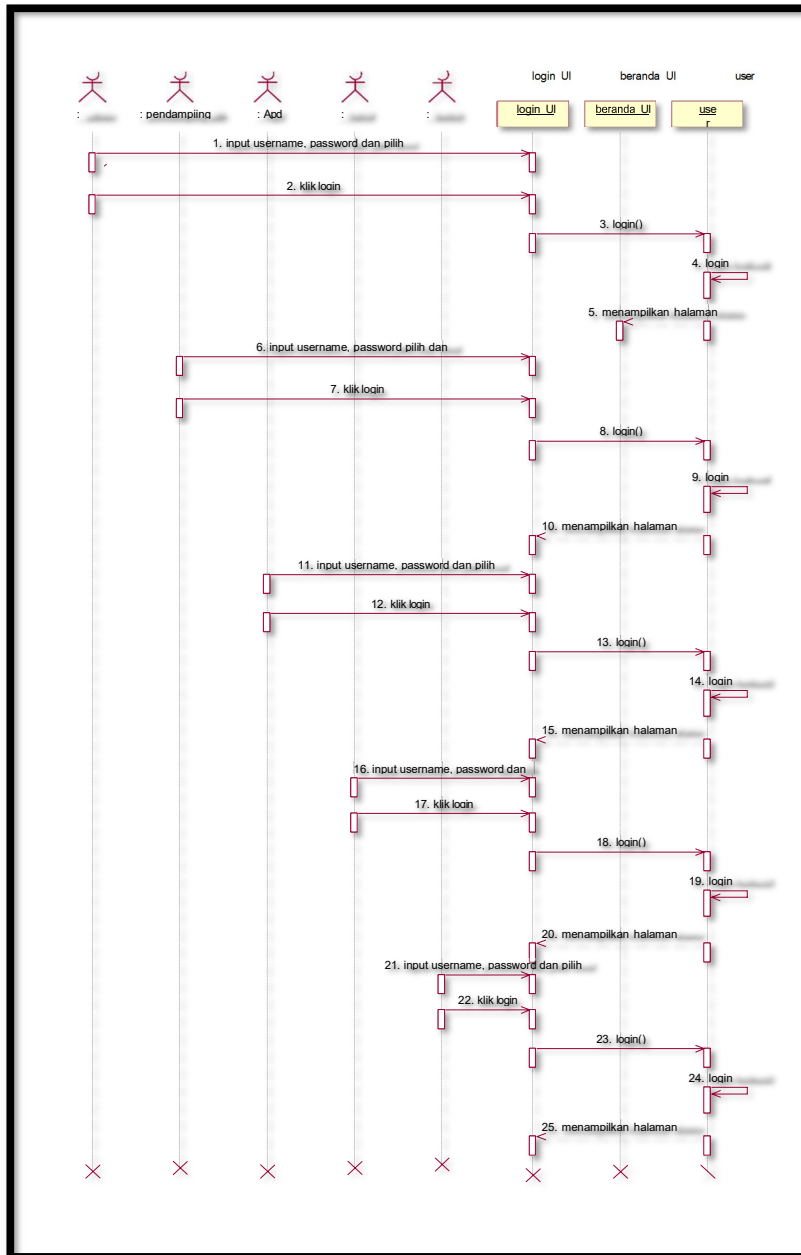 login UI beranda UI user
: : pendampiing : Apd : : login UI beranda UI use
r
1. input username, password dan pilih
2. klik login
3. login()
4. login
5. menampilkan halaman
6. input username, password pilih dan
7. klik login
8. login()
9. login
10. menampilkan halaman
11. input username, password dan pilih
12. klik login
13. login()
14. login
15. menampilkan halaman
16. input username, password dan
17. klik login
18. login()
19. login
20. menampilkan halaman
21. input username, password dan pilih
22. klik login
23. login()
24. login
25. menampilkan halaman